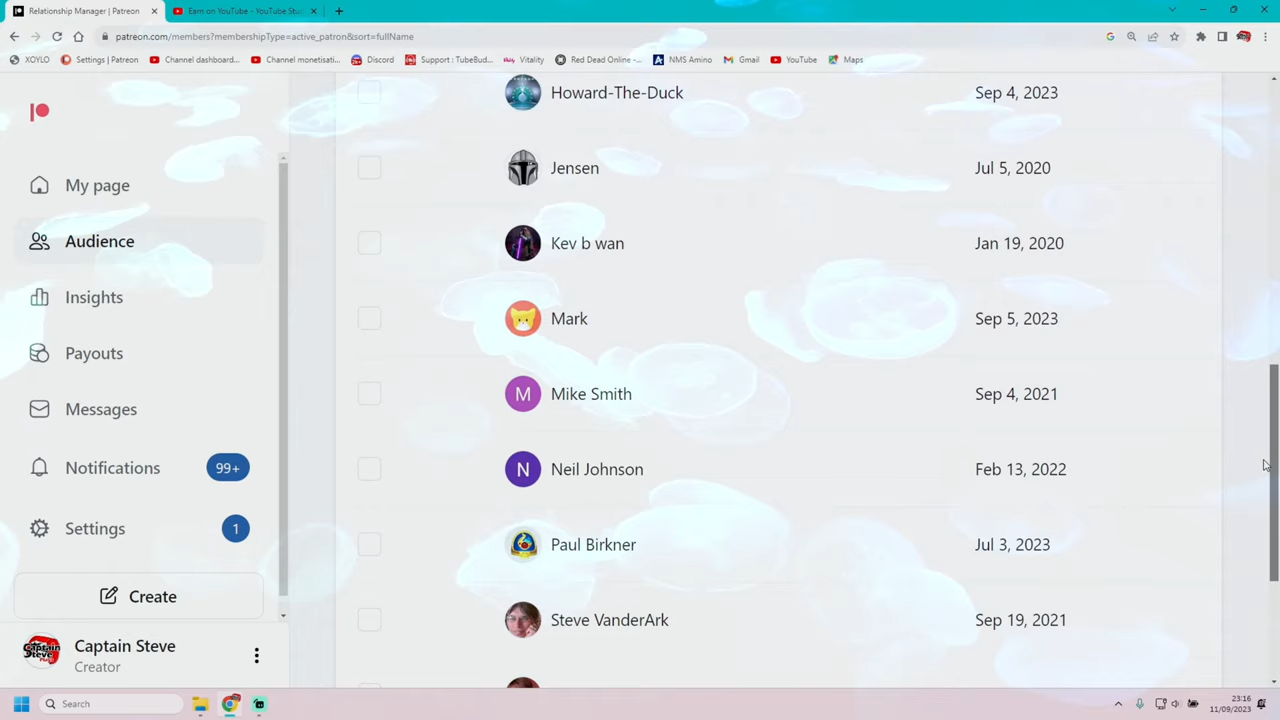 Relationship Manager | Patreon
Earn on YouTube - YouTube Stu
patreon.com/members?membershipType=active_patron&sort=fullName
XOYLO
Settings | Patreon
Channel dashboard...
Channel monetisati...
Discord
Support : TubeBud...
Vitality
Red Dead Online -...
NMS Amino
Gmail
YouTube
Maps
My page
Audience
Insights
Payouts
Messages
Notifications 99+
Settings 1
Create
Captain Steve
Creator
Howard-The-Duck Sep 4, 2023
Jensen Jul 5, 2020
Kev b wan Jan 19, 2020
Mark Sep 5, 2023
M Mike Smith Sep 4, 2021
N Neil Johnson Feb 13, 2022
Paul Birkner Jul 3, 2023
Steve VanderArk Sep 19, 2021
Search
23:16
11/09/2023